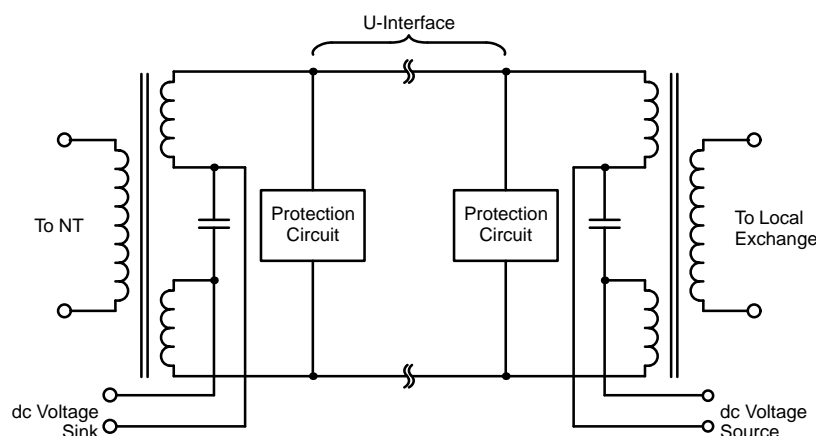 U-Interface
To NT
Protection
Circuit
Protection
Circuit
To Local
Exchange
dc Voltage
Sink
dc Voltage
Source